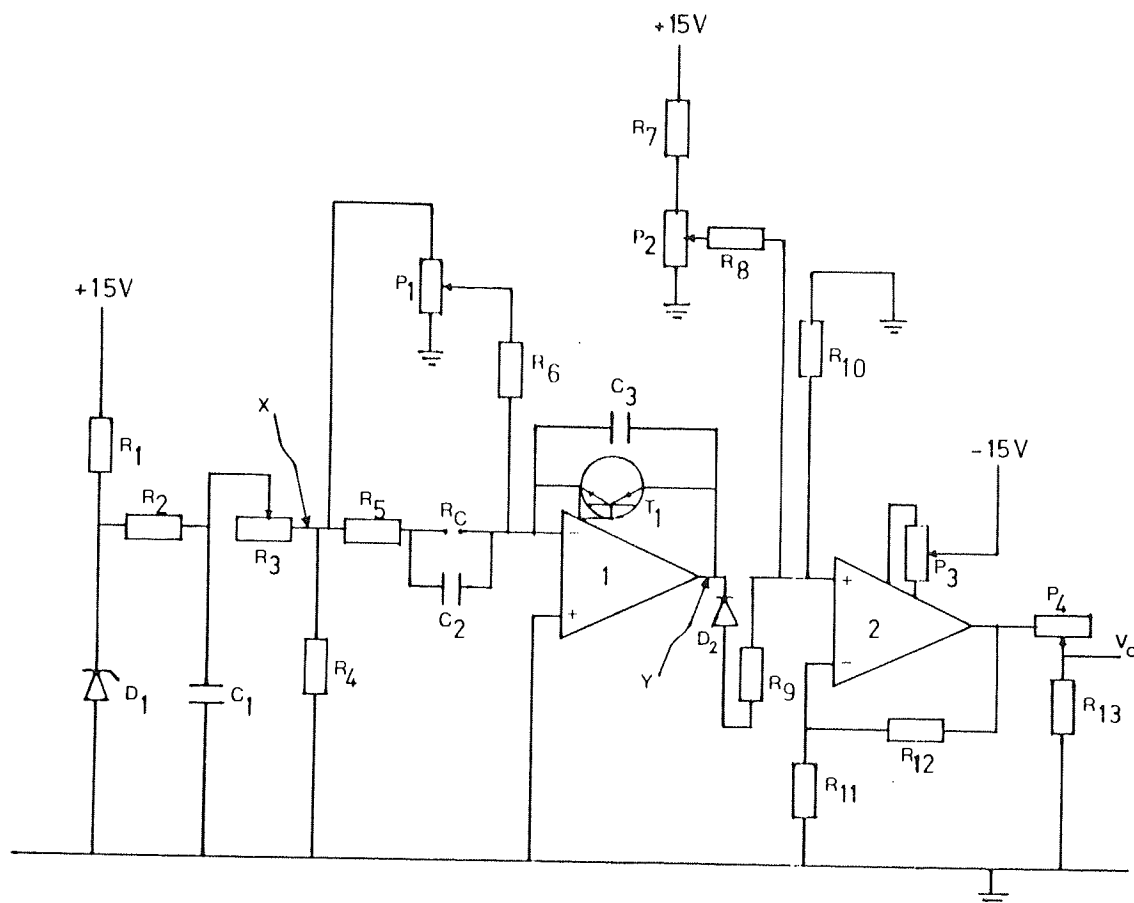 +15V
R7
P2
R8
+15V
P1
R6
R10
C3
X
R1
R2
R3
R5
RC
T1
-15V
C2
−
1
+
P3
+
2
−
P4
D2
Y
R9
V
D1
C1
R4
R12
R13
R11